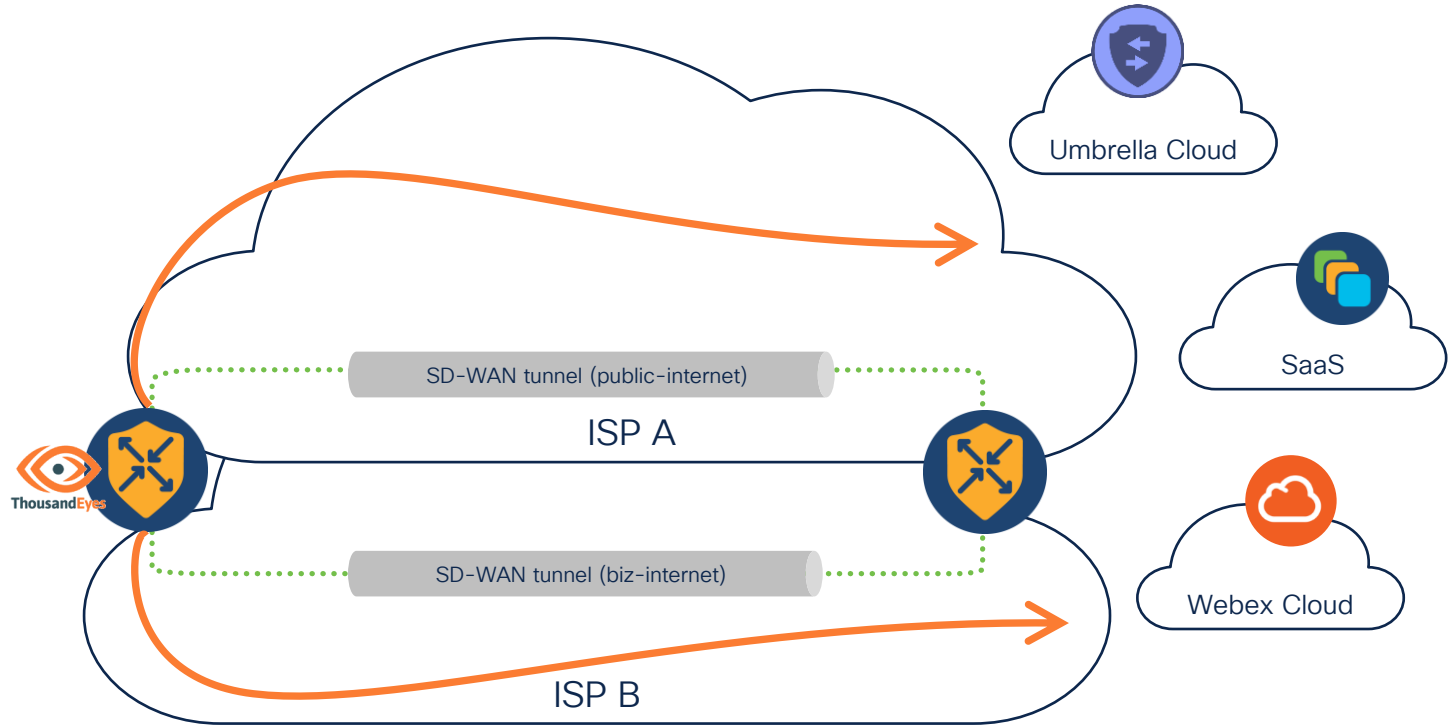 Umbrella Cloud
SD-WAN tunnel (public-internet)
SaaS
ISP A
ThousandEyes
SD-WAN tunnel (biz-internet)
Webex Cloud
ISP B